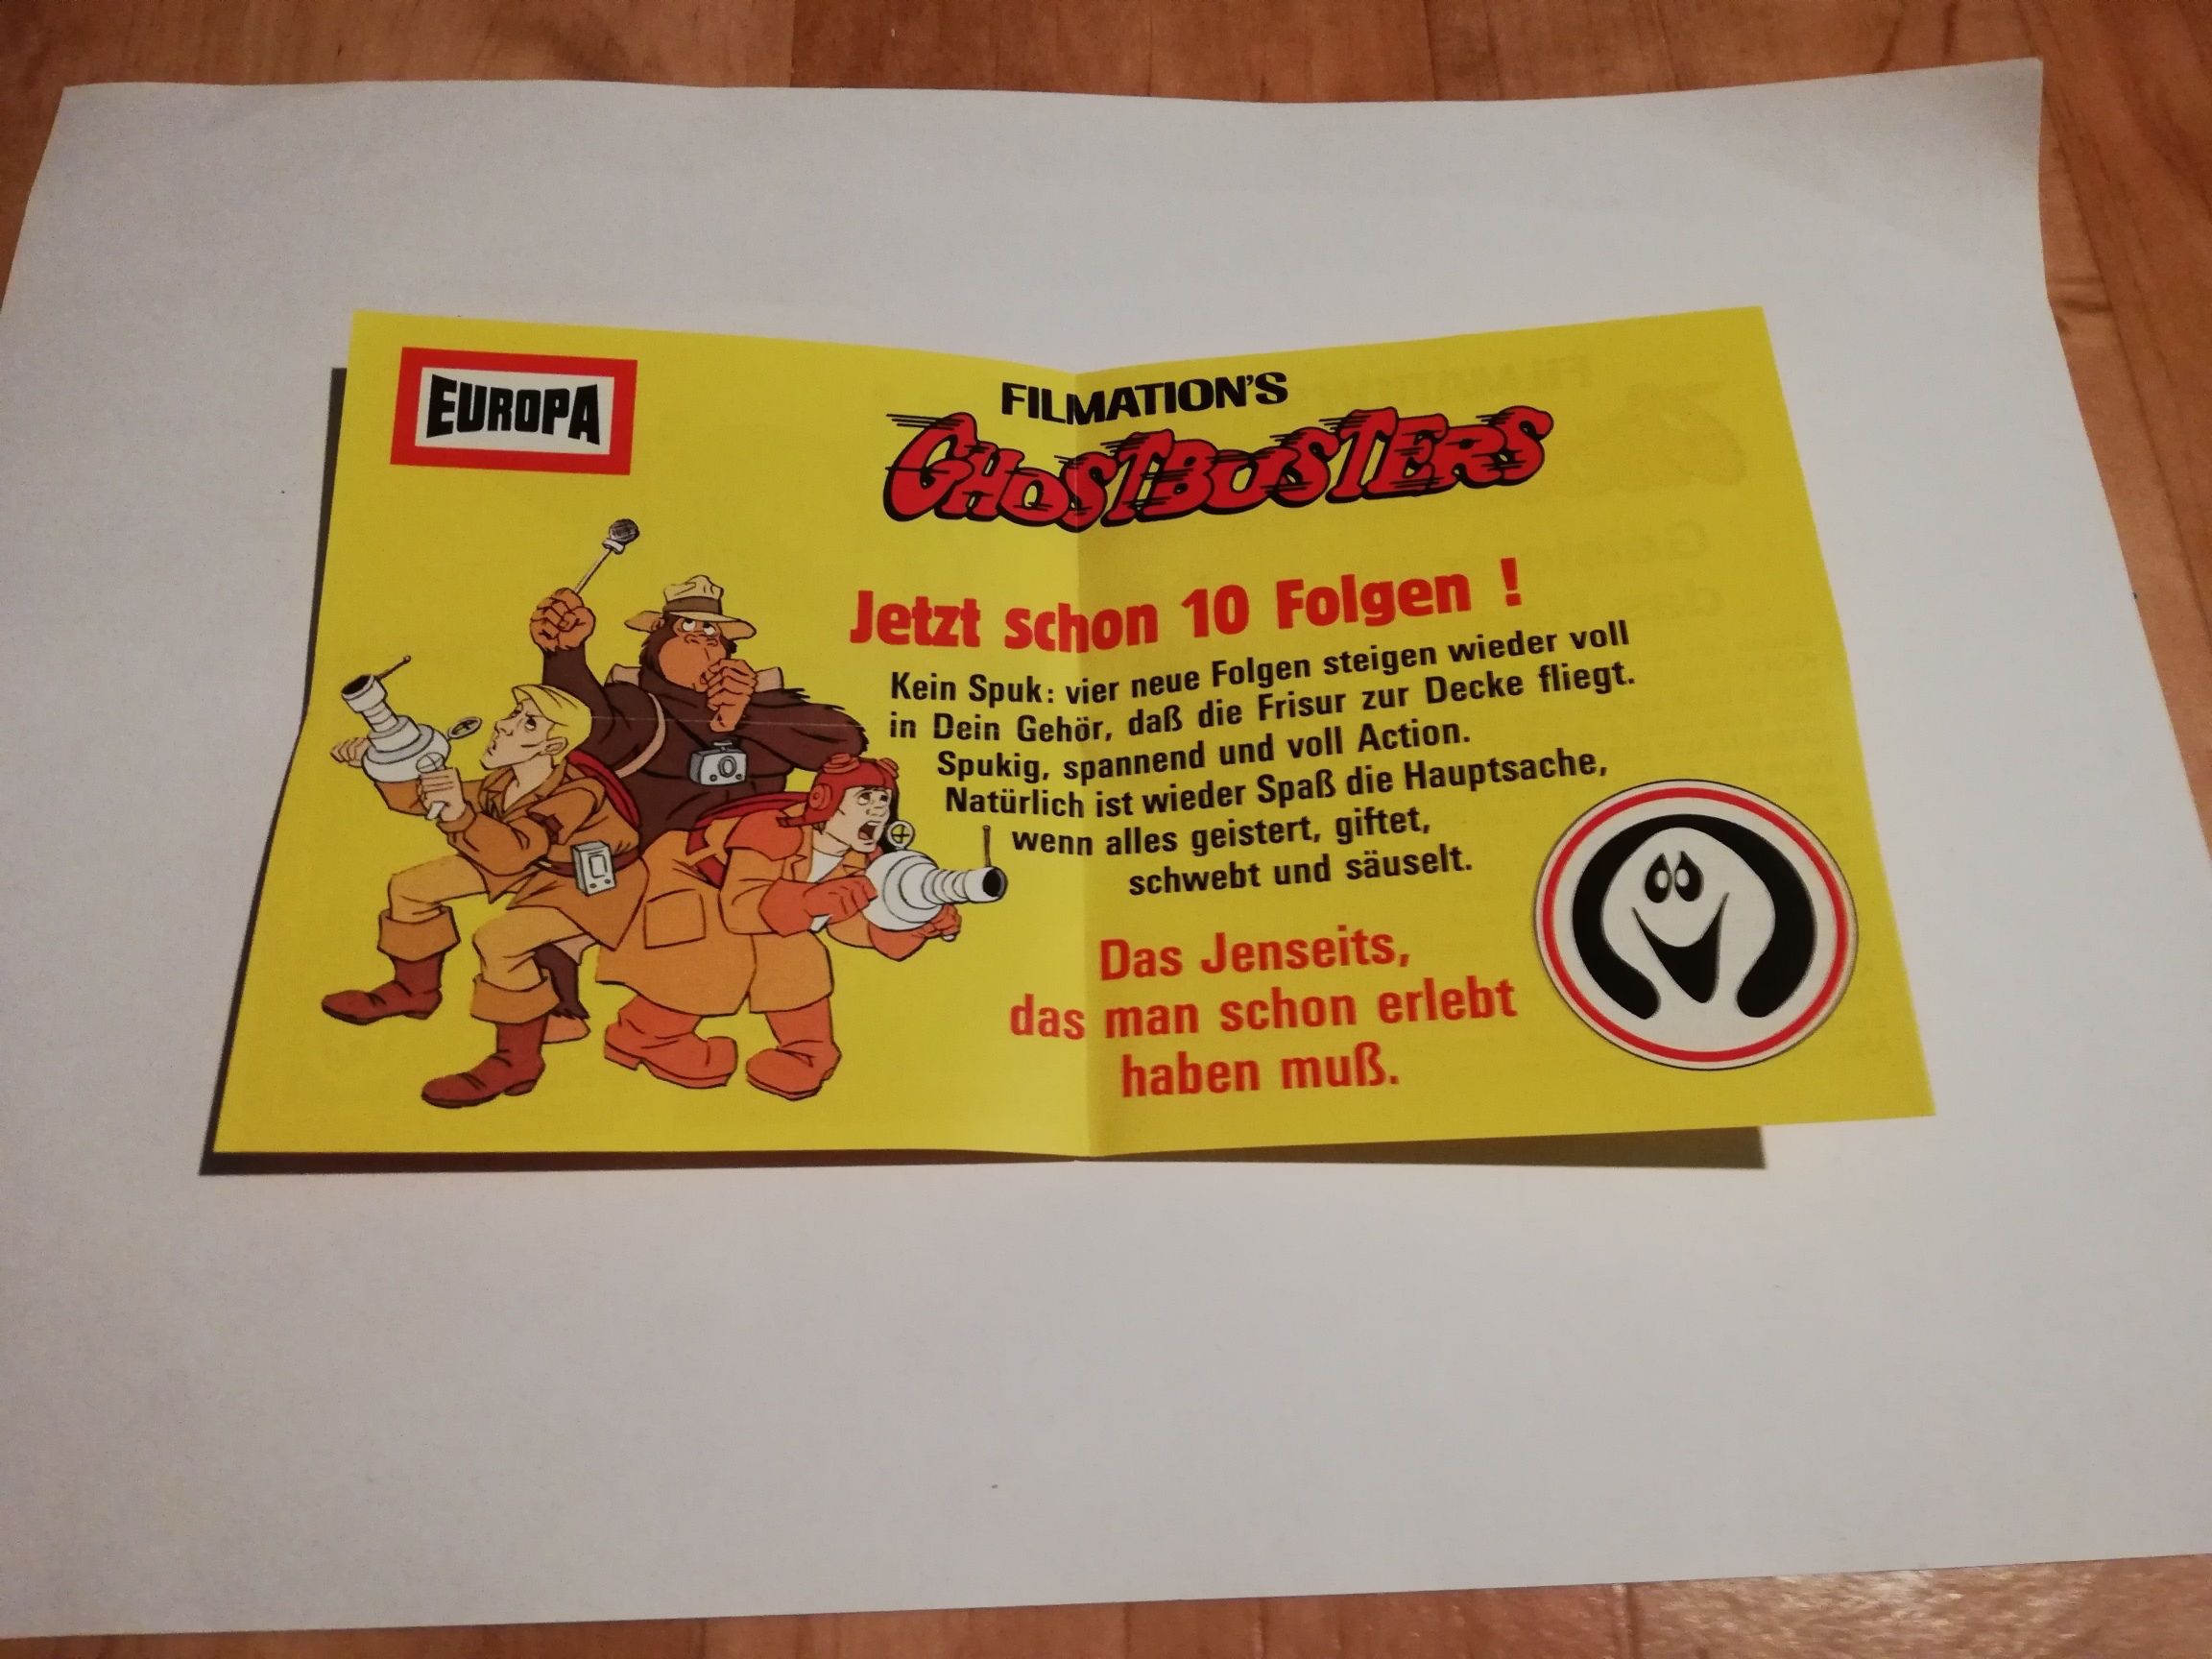 EUROPA
FILMATION'S
GHOSTBUSTERS
Jetzt schon 10 Folgen !
Kein Spuk: vier neue Folgen steigen wieder voll
in Dein Gehör, daß die Frisur zur Decke fliegt.
Spukig, spannend und voll Action.
Natürlich ist wieder Spaß die Hauptsache,
wenn alles geistert, giftet,
schwebt und säuselt.
Das Jenseits,
das man schon erlebt
haben muß.